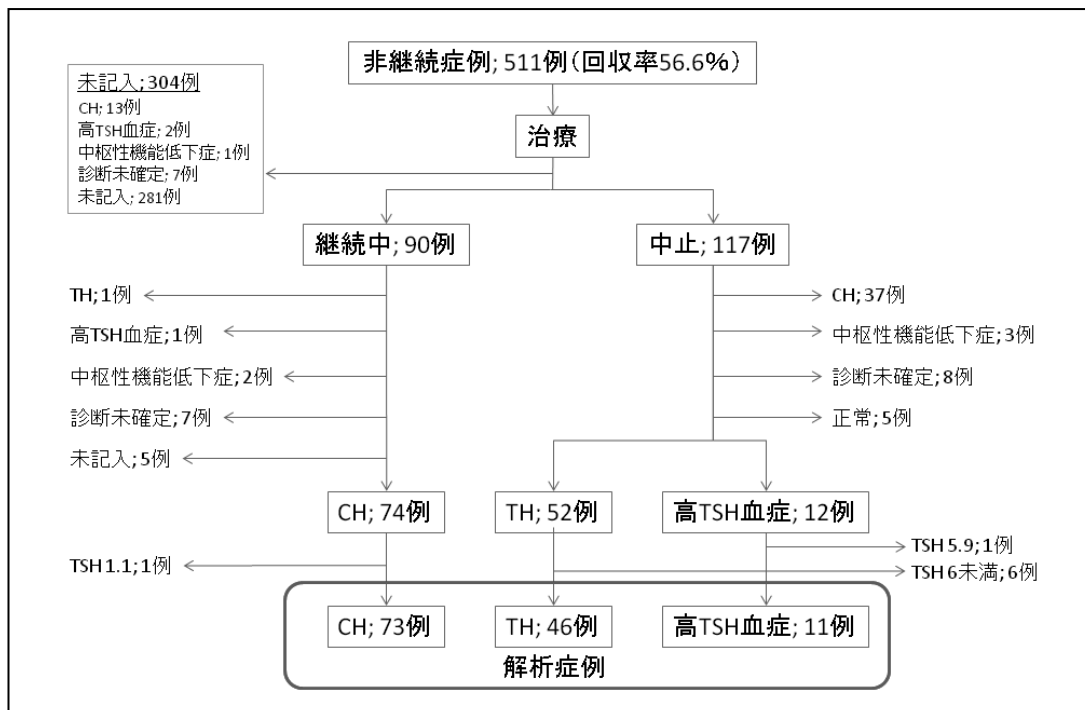 非継続症例; 511例(回収率56.6%)
未記入; 304例
CH; 13例
高TSH血症; 2例
中枢性機能低下症; 1例
診断未確定; 7例
未記入; 281例
治療
継続中; 90例
中止; 117例
TH; 1例
高TSH血症; 1例
中枢性機能低下症; 2例
診断未確定; 7例
未記入; 5例
CH; 37例
中枢性機能低下症; 3例
診断未確定; 8例
正常; 5例
CH; 74例
TH; 52例
高TSH血症; 12例
TSH 1.1; 1例
TSH 5.9; 1例
TSH 6未満; 6例
CH; 73例
TH; 46例
高TSH血症; 11例
解析症例